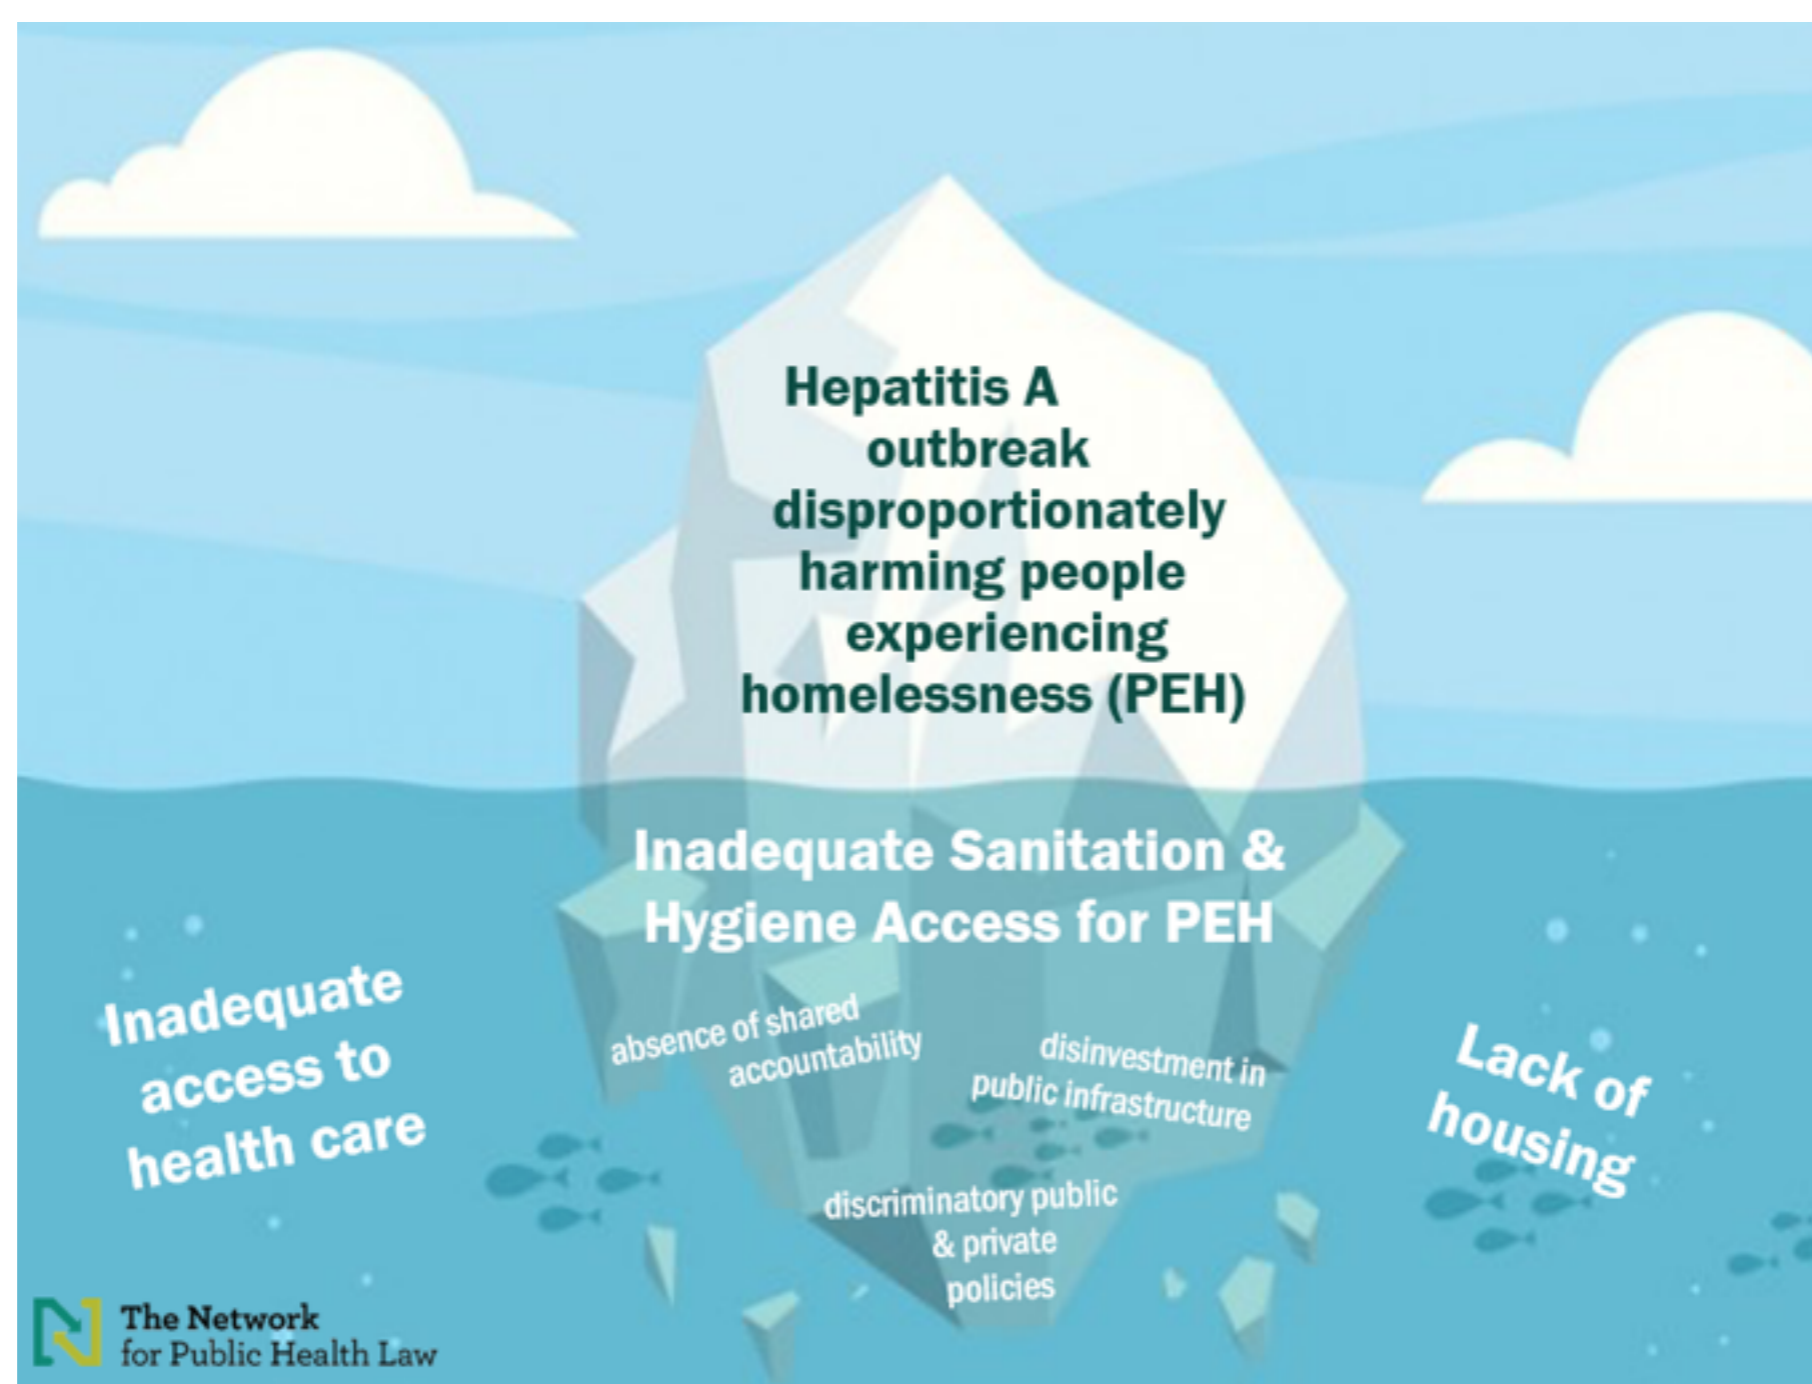 Hepatitis A
outbreak
disproportionately
harming people
experiencing
homelessness (PEH)
Inadequate Sanitation &
Hygiene Access for PEH
Inadequate
access to
health care
absence of shared
accountability
disinvestment in
public infrastructure
Lack of
housing
discriminatory public
& private
policies
The Network
for Public Health Law